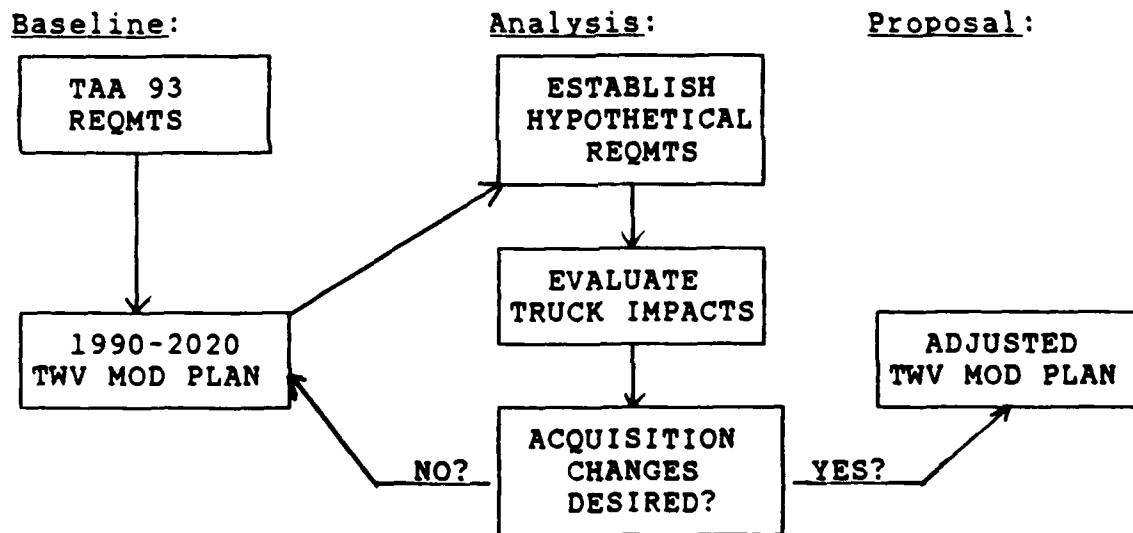 Baseline:
Analysis:
Proposal:
TAA 93
REQMTS
ESTABLISH
HYPOTHETICAL
REQMTS
EVALUATE
TRUCK IMPACTS
1990-2020
TWV MOD PLAN
ADJUSTED
TWV MOD PLAN
ACQUISITION
CHANGES
DESIRED?
NO?
YES?